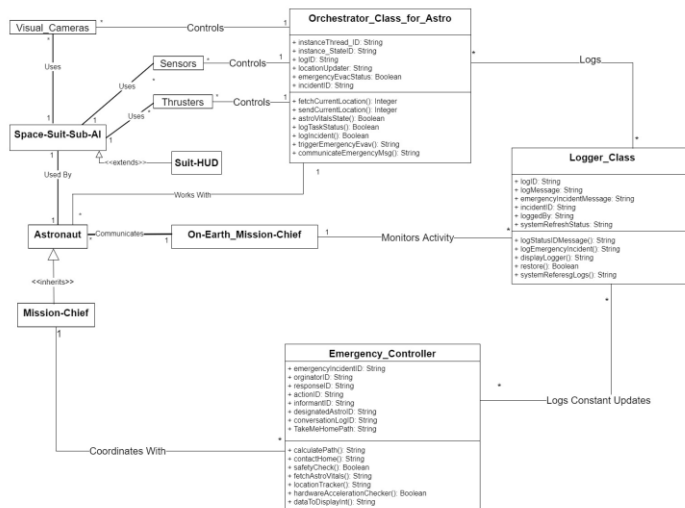 Visual_Cameras
*
Controls
1
Orchestrator_Class_for_Astro
+ instanceThread_ID: String
+ instance_StateID: String
+ logID: String
+ locationUpdater: String
+ emergencyEvacStatus: Boolean
+ incidentID: String
+ fetchCurrentLocation(): Integer
+ sendCurrentLocation(): Integer
+ astroVitalsState(): Boolean
+ logTaskStatus(): Boolean
+ logIncident(): Boolean
+ triggerEmergencyEvav(): String
+ communicateEmergencyMsg(): String
*
Logs
*
Uses
1
Uses
*
Sensors
*
Controls
1
1
Uses
*
Thrusters
*
Controls
1
1
Space-Suit-Sub-AI
<<extends>>
Suit-HUD
1
Used By
1
Works With
*
1
Astronaut
*
Communicates
1
On-Earth_Mission-Chief
1
Monitors Activity
*
Logger_Class
+ logID: String
+ logMessage: String
+ emergencyIncidentMessage: String
+ incidentID: String
+ loggedBy: String
+ systemRefreshStatus: String
+ logStatusIDMessage(): String
+ logEmergencyIncident(): String
+ displayLogger(): String
+ restore(): Boolean
+ systemReferesgLogs(): String
*
<<inherits>>
Mission-Chief
1
Coordinates With
*
Emergency_Controller
+ emergencyIncidentID: String
+ orginatorID: String
+ responseID: String
+ actionID: String
+ informantID: String
+ designatedAstroID: String
+ conversationLogID: String
+ TakeMeHomePath: String
+ calculatePath(): String
+ contactHome(): String
+ safetyCheck(): Boolean
+ fetchAstroVitals(): String
+ locationTracker(): String
+ hardwareAccelerationChecker(): Boolean
+ dataToDisplayInt(): String
*
Logs Constant Updates